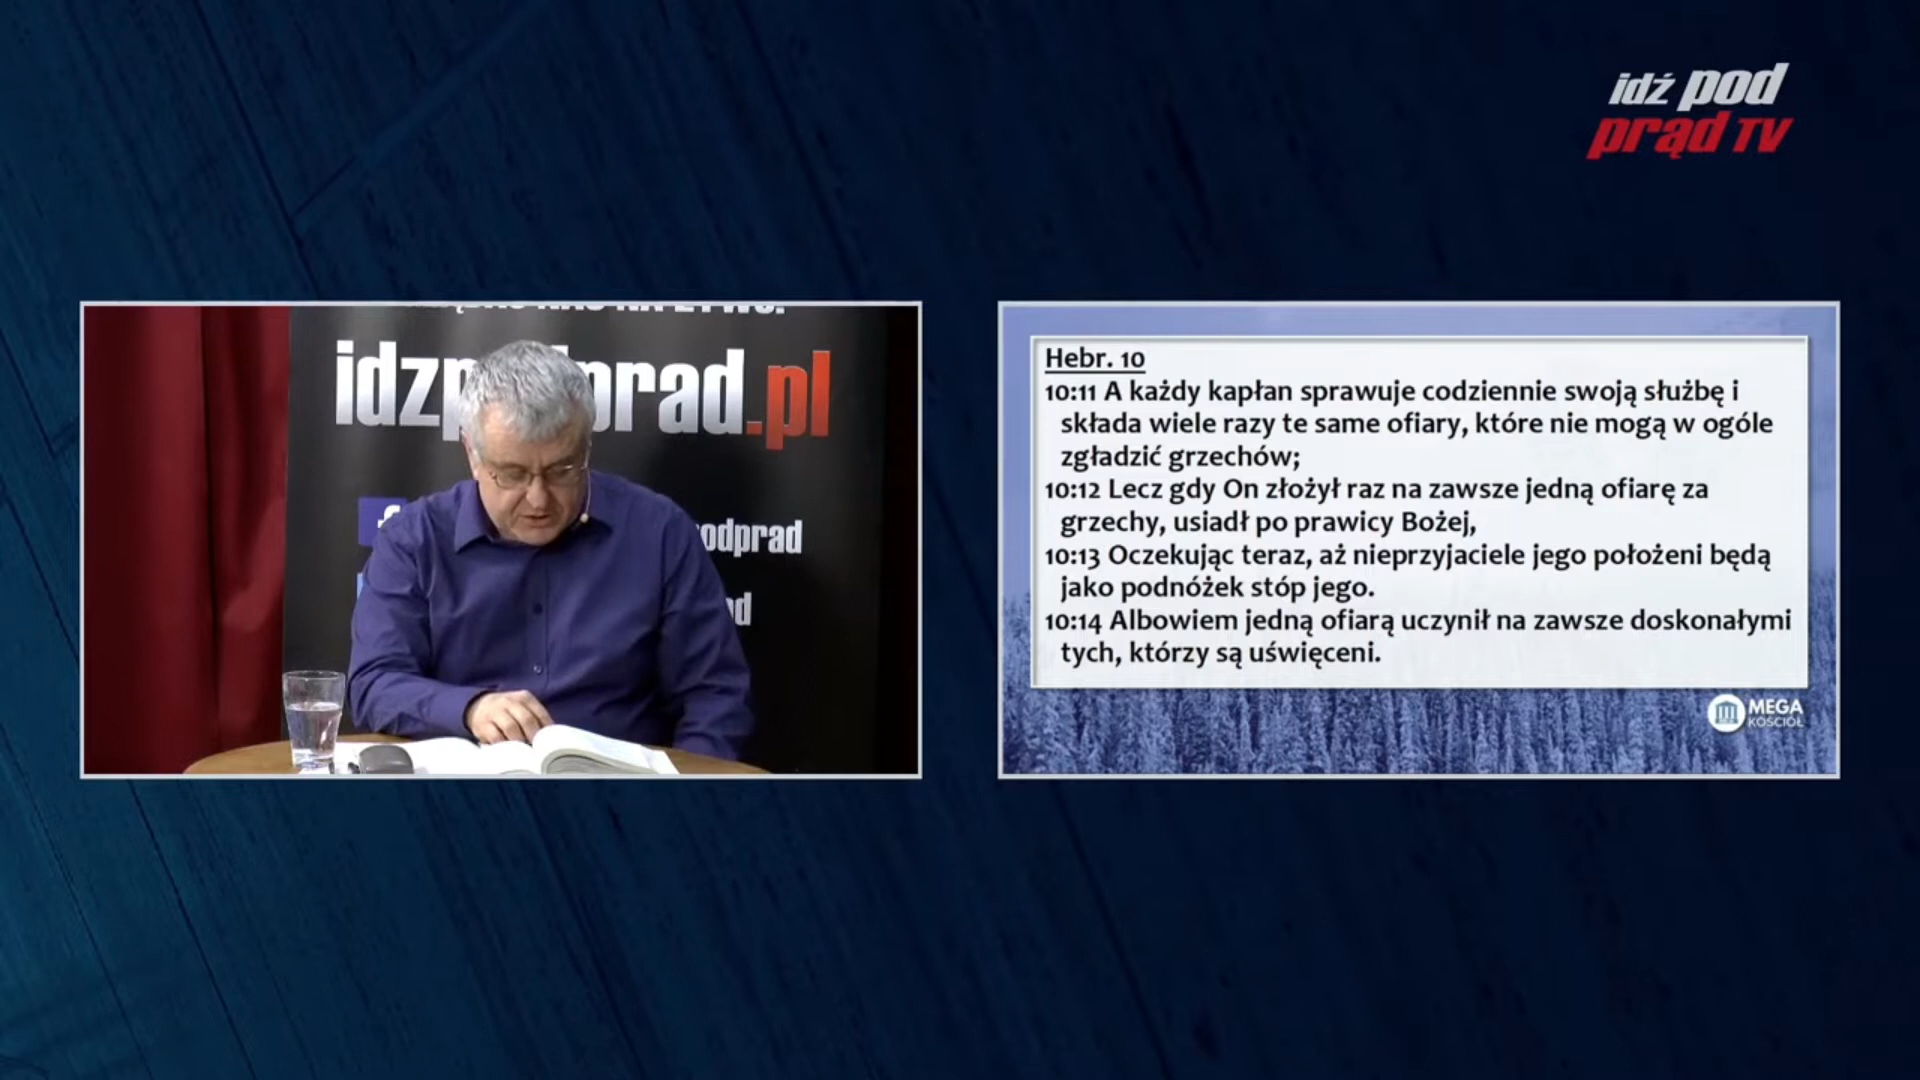 idź pod
prąd TV
idzp prad.pl
odprad
Hebr. 10
10:11 A każdy kapłan sprawuje codziennie swoją służbę i
składa wiele razy te same ofiary, które nie mogą w ogóle
zgładzić grzechów;
10:12 Lecz gdy On złożył raz na zawsze jedną ofiarę za
grzechy, usiadł po prawicy Bożej,
10:13 Oczekując teraz, aż nieprzyjaciele jego położeni będą
jako podnóżek stóp jego.
10:14 Albowiem jedną ofiarą uczynił na zawsze doskonałymi
tych, którzy są uświęceni.
MEGA
KOŚCIÓŁ